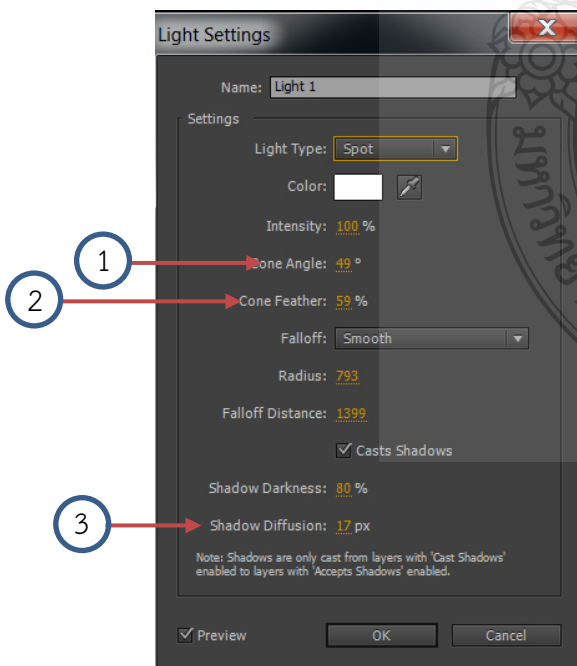 Light Settings
X
Name: Light 1
Settings
Light Type: Spot
Color:
Intensity: 100 %
1
Cone Angle: 49 °
2
Cone Feather: 59 %
Falloff: Smooth
Radius: 793
Falloff Distance: 1399
Casts Shadows
Shadow Darkness: 80 %
3
Shadow Diffusion: 17 px
Note: Shadows are only cast from layers with 'Cast Shadows'
enabled to layers with 'Accepts Shadows' enabled.
Preview
OK
Cancel